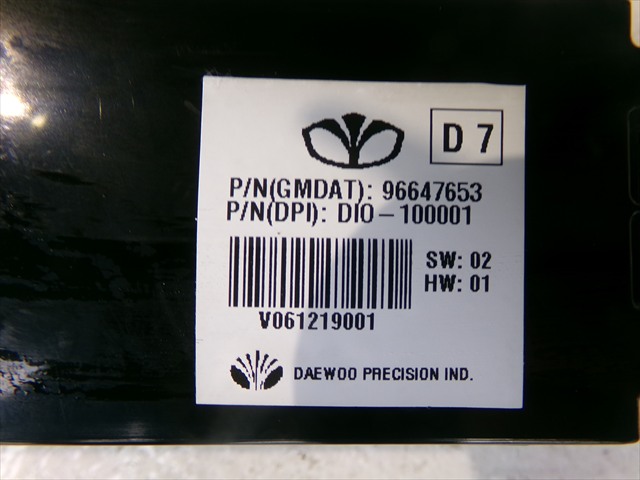 D 7
P/N(GMDAT): 96647653
P/N(DPI): DIO-100001
SW: 02
HW: 01
V061219001
DAEWOO PRECISION IND.